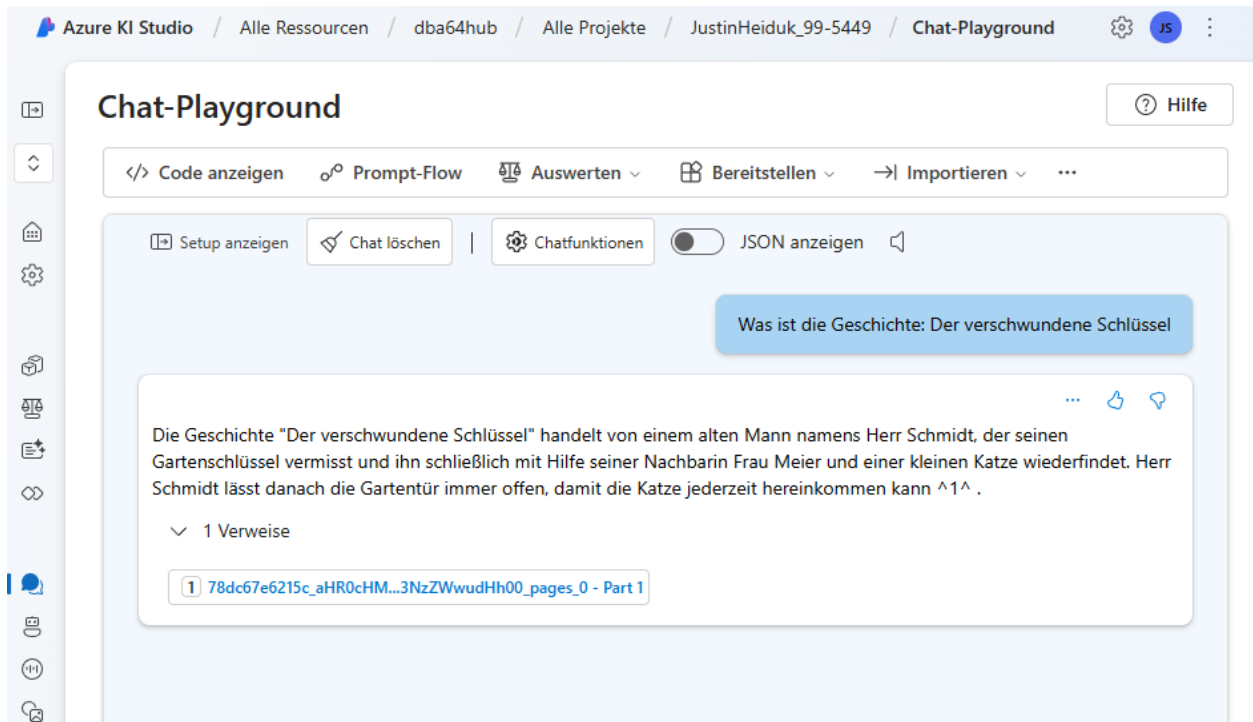 Azure KI Studio / Alle Ressourcen / dba64hub / Alle Projekte / JustinHeiduk_99-5449 / Chat-Playground JS
Chat-Playground
Hilfe
</> Code anzeigen Prompt-Flow Auswerten Bereitstellen Importieren ...
Setup anzeigen Chat löschen | Chatfunktionen JSON anzeigen
Was ist die Geschichte: Der verschwundene Schlüssel
...
Die Geschichte "Der verschwundene Schlüssel" handelt von einem alten Mann namens Herr Schmidt, der seinen
Gartenschlüssel vermisst und ihn schließlich mit Hilfe seiner Nachbarin Frau Meier und einer kleinen Katze wiederfindet. Herr
Schmidt lässt danach die Gartentür immer offen, damit die Katze jederzeit hereinkommen kann ^1^ .
1 Verweise
1 78dc67e6215c_aHR0cHM...3NzZWwudHh00_pages_0 - Part 1